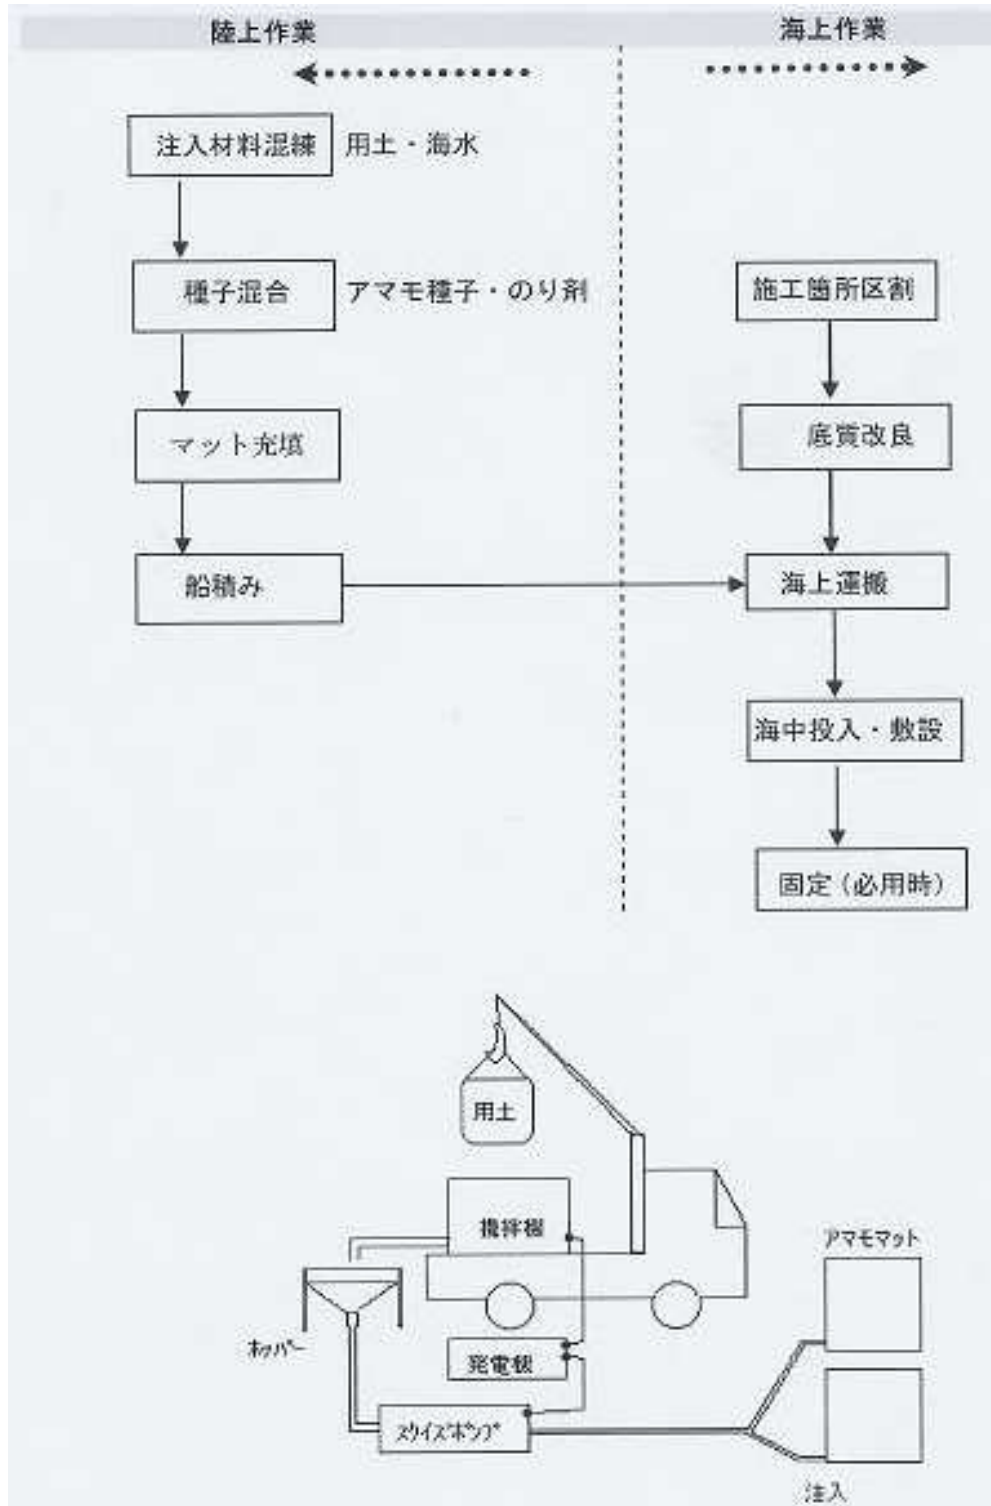 陸上作業 海上作業
注入材料混練 用土・海水
種子混合 アマモ種子・のり剤 施工箇所区割
マット充填 底質改良
船積み 海上運搬
海中投入・敷設
固定(必用時)
用土
攪拌機
アマモマット
ホッパー
発電機
スクイズポンプ
注入